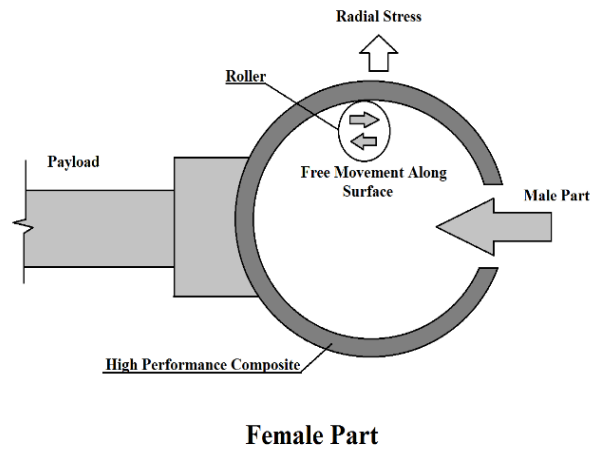 Radial Stress
Roller
Payload
Free Movement Along
Surface
Male Part
High Performance Composite
Female Part